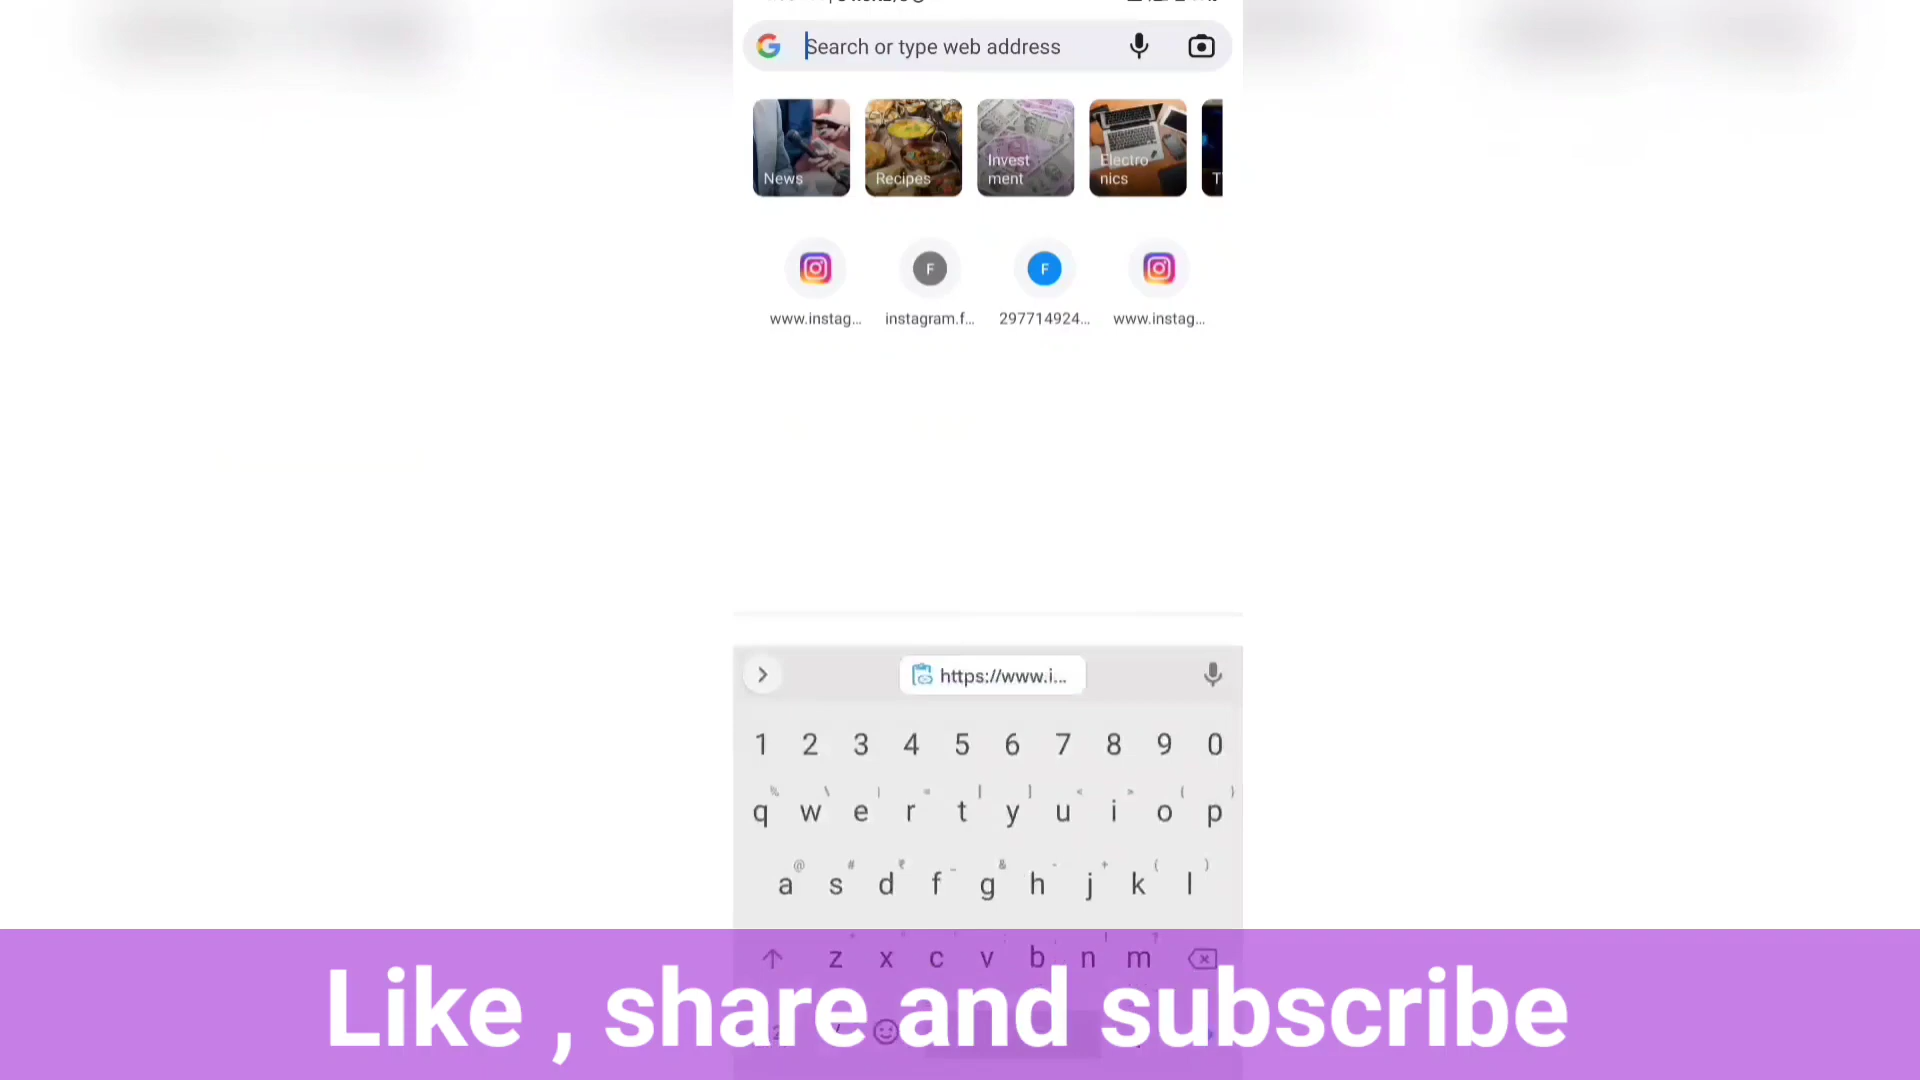 Search or type web address
News
Recipes
Invest
ment
Electro
nics
F
F
www.instag...
instagram.f...
297714924...
www.instag...
https://www.i...
1 2 3 4 5 6 7 8 9 0
q w e r t y u i o p
a s d f g h j k l
z x c v b n m
Like , share and subscribe